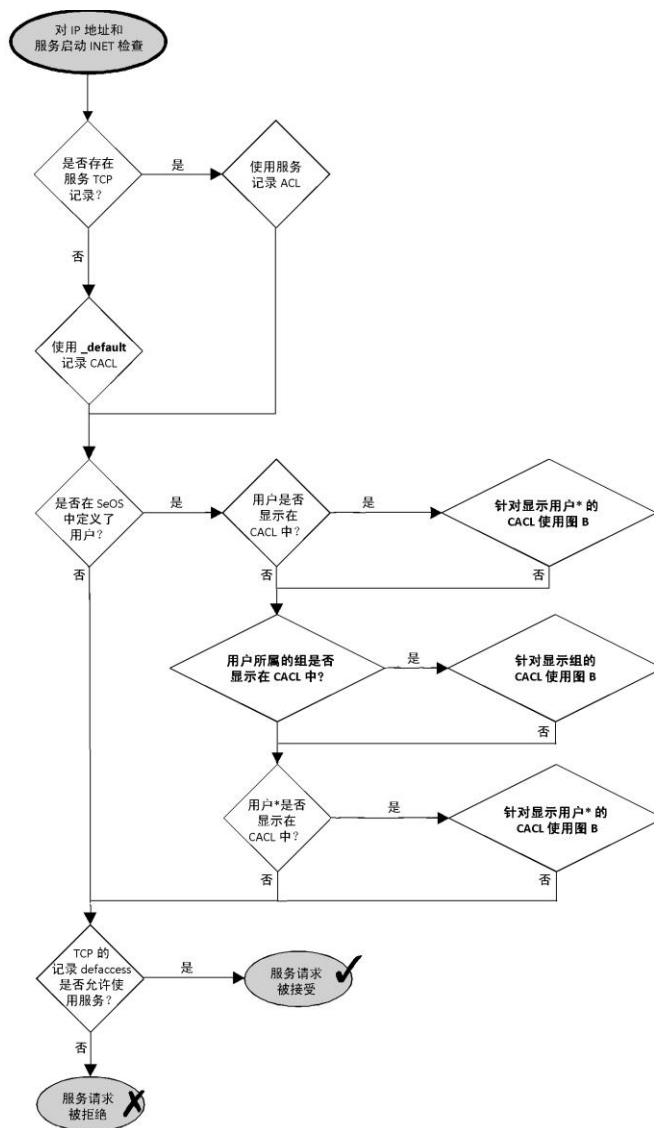 对 IP 地址和
服务启动 INET 检查
是否存在
服务 TCP
记录?
是
使用服务
记录 ACL
否
使用 _default
记录 CACL
是否在 SeOS
中定义了
用户?
是
用户是否
显示在
CACL 中?
是
针对显示用户* 的
CACL 使用图 B
否
否
否
用户所属的组是否
显示在 CACL 中?
是
针对显示组的
CACL 使用图 B
否
否
用户*是否
显示在
CACL 中?
是
针对显示用户* 的
CACL 使用图 B
否
否
TCP 的
记录 defaccess
是否允许使
用服务?
是
服务请求
被接受
否
服务请求
被拒绝